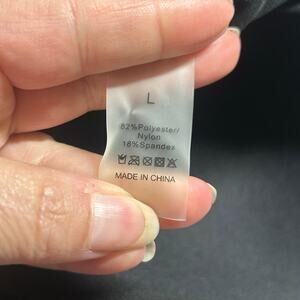 L
82%Polyester/
Nylon
18%Spandex
MADE IN CHINA